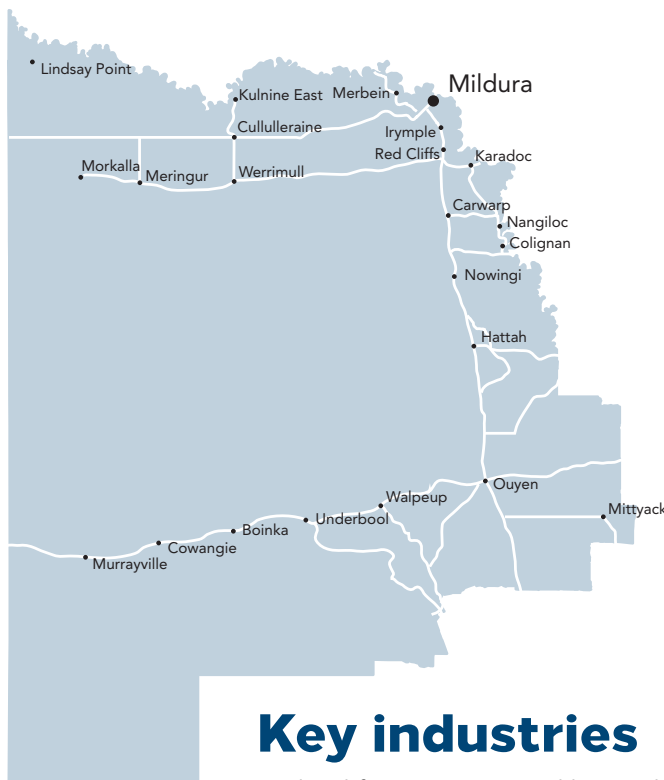 Lindsay Point
Mildura
Kulnine East
Merbein
Cullulleraine
Irymple
Red Cliffs
Karadoc
Morkalla
Meringur
Werrimull
Carwarp
Nangiloc
Colignan
Nowingi
Hattah
Ouyen
Walpeup
Mittyack
Underbool
Boinka
Cowangie
Murrayville
Key industries